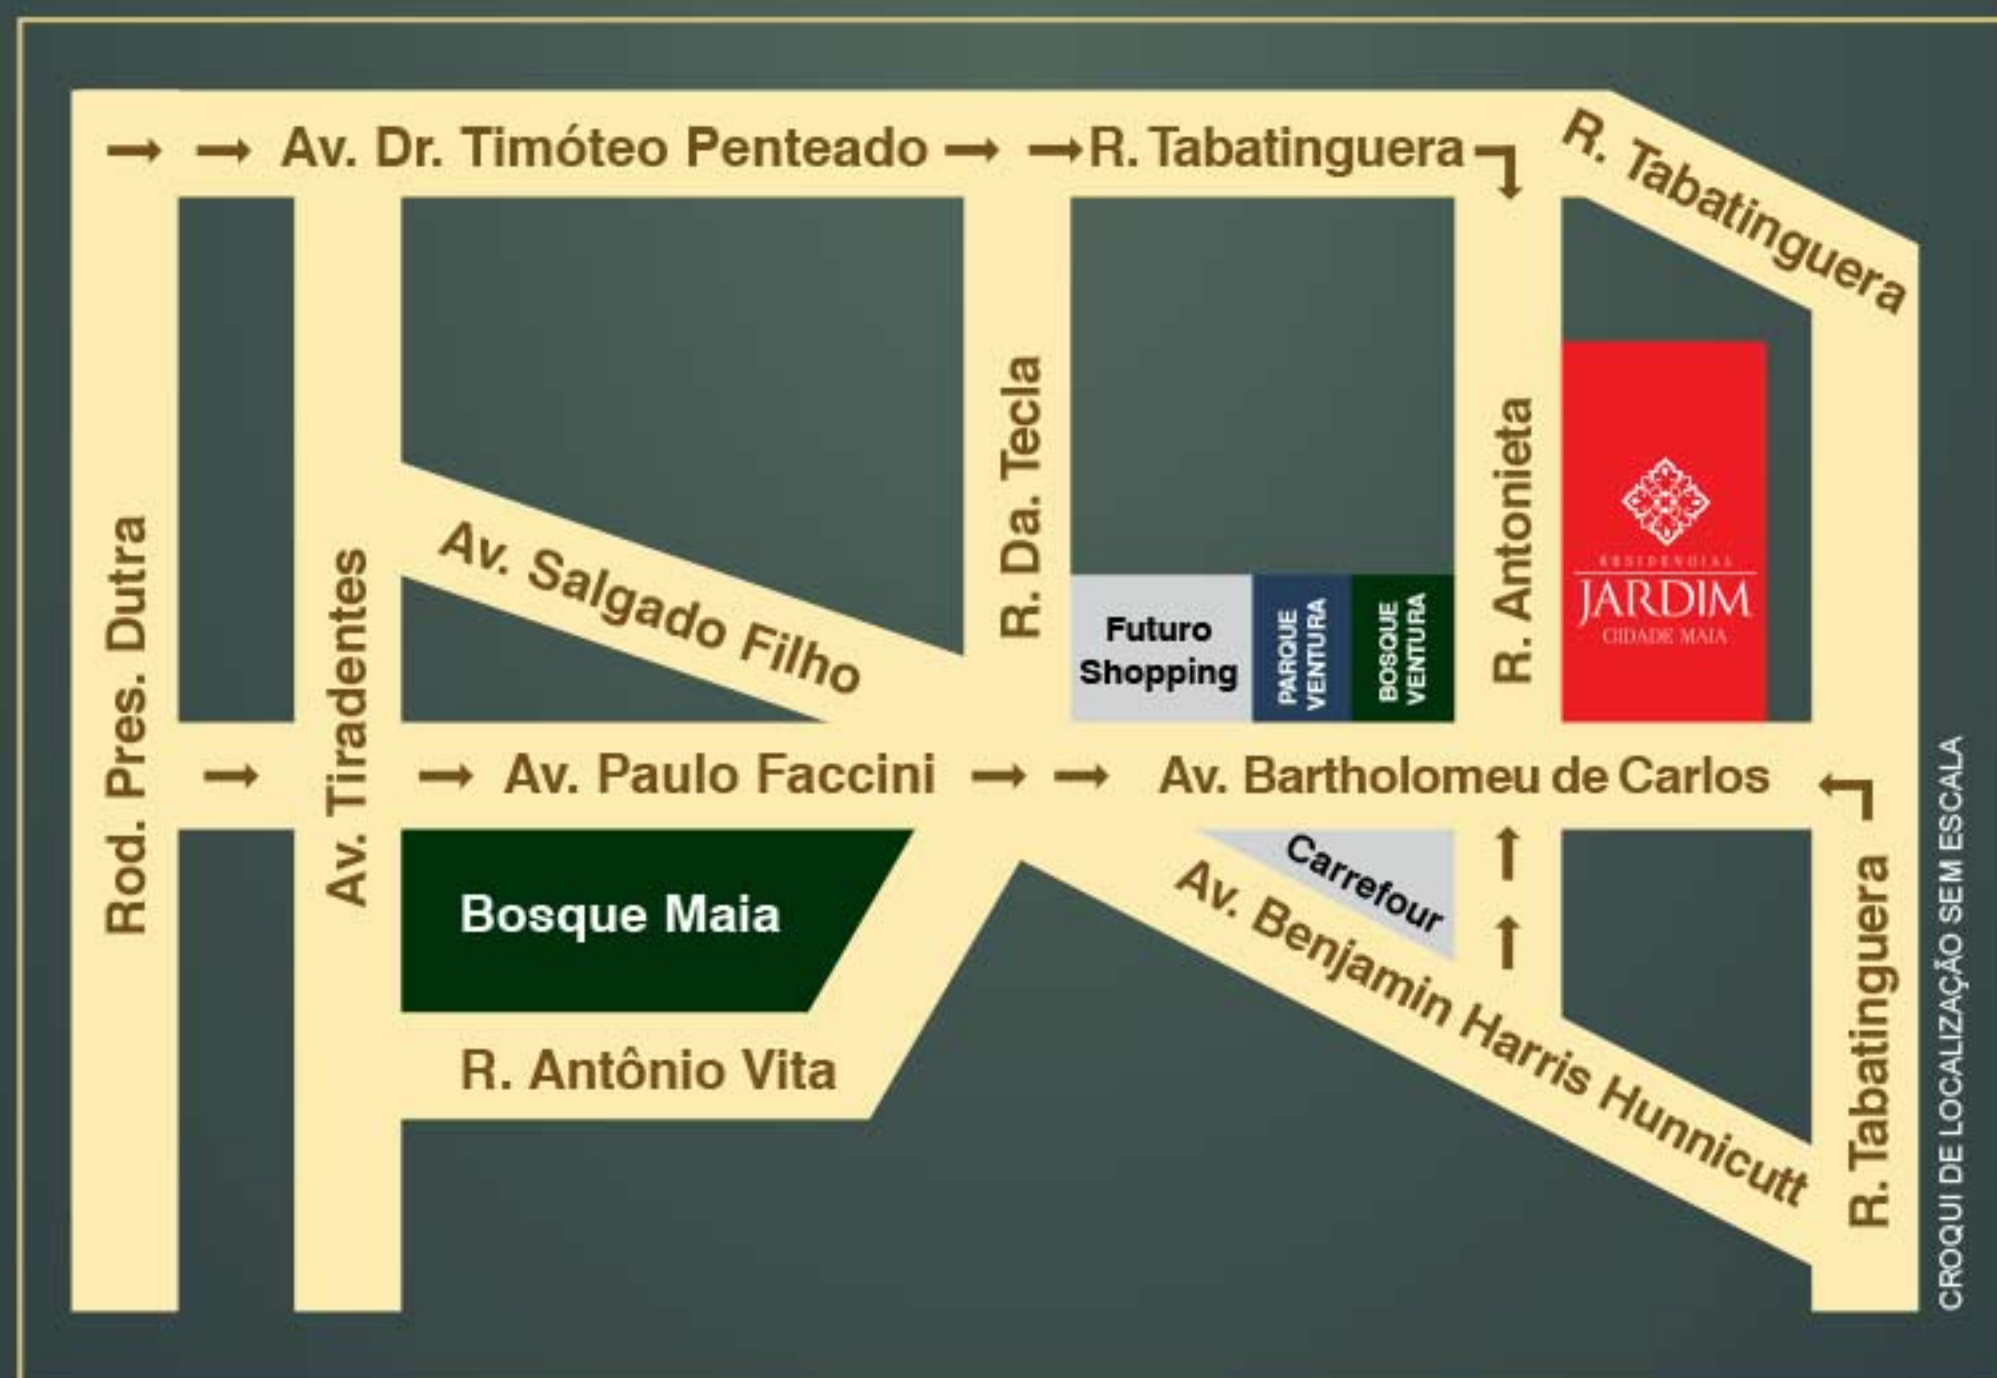 Av. Dr. Timóteo Penteado
R. Tabatinguera
R. Tabatinguera
Rod. Pres. Dutra
Av. Tiradentes
Av. Salgado Filho
R. Da. Tecla
Futuro
Shopping
PARQUE
VENTURA
BOSQUE
VENTURA
R. Antonieta
RESIDENCIAL
JARDIM
CIDADE MAIA
Av. Paulo Faccini
Av. Bartholomeu de Carlos
Bosque Maia
Carrefour
Av. Benjamin Harris Hunnicutt
R. Antônio Vita
R. Tabatinguera
CROQUI DE LOCALIZAÇÃO SEM ESCALA